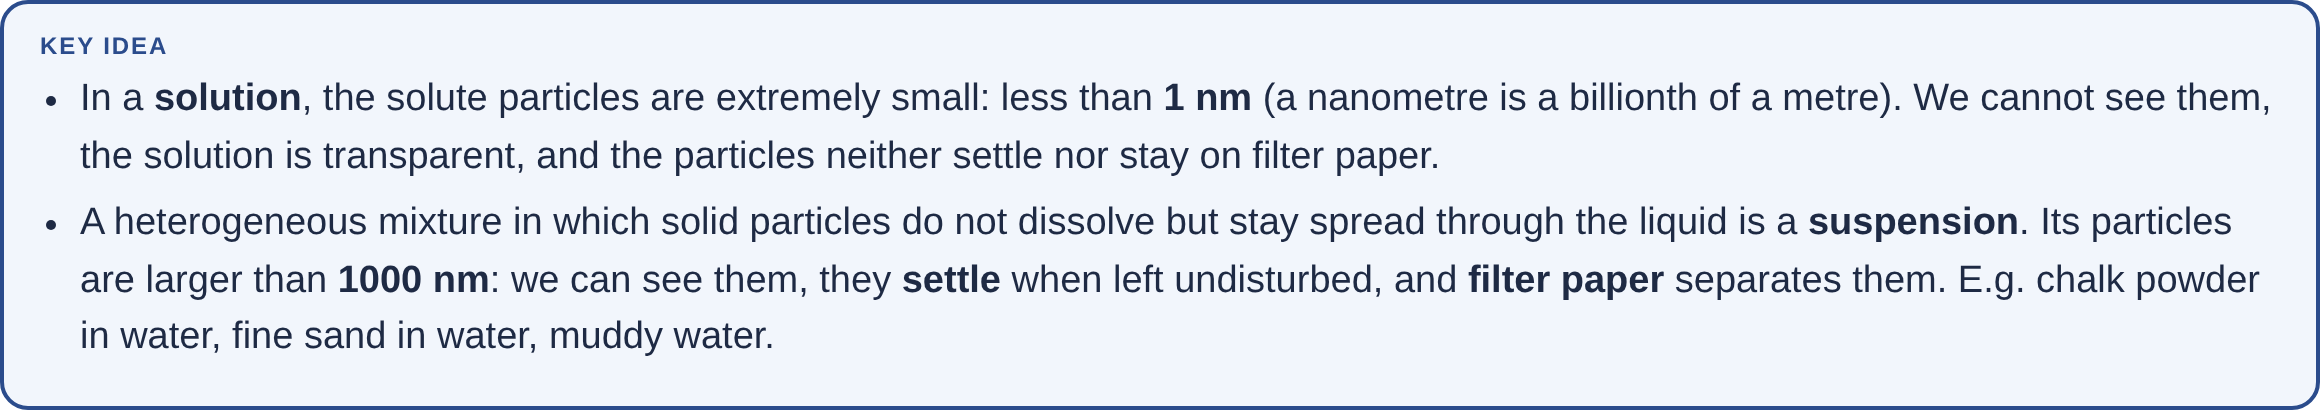 KEY IDEA
• In a solution, the solute particles are extremely small: less than 1 nm (a nanometre is a billionth of a metre). We cannot see them,
the solution is transparent, and the particles neither settle nor stay on filter paper.
• A heterogeneous mixture in which solid particles do not dissolve but stay spread through the liquid is a suspension. Its particles
are larger than 1000 nm: we can see them, they settle when left undisturbed, and filter paper separates them. E.g. chalk powder
in water, fine sand in water, muddy water.